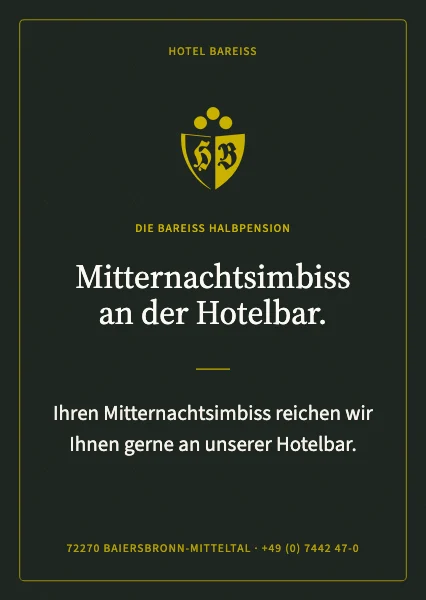 HOTEL BAREISS
H B
DIE BAREISS HALBPENSION
Mitternachtsimbiss
an der Hotelbar.
Ihren Mitternachtsimbiss reichen wir
Ihnen gerne an unserer Hotelbar.
72270 BAIERSBRONN-MITTELTAL · +49 (0) 7442 47-0